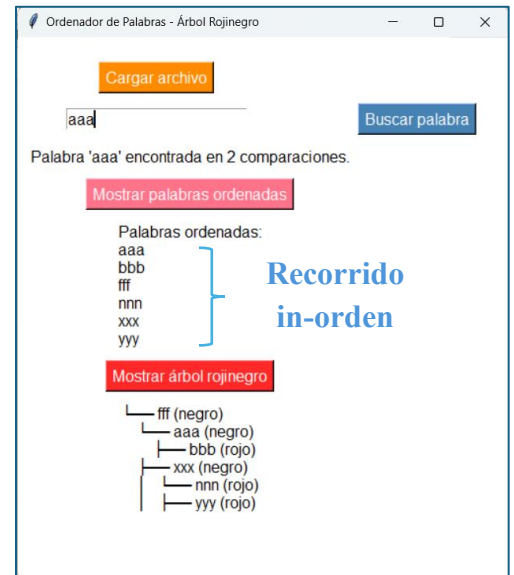 Ordenador de Palabras - Árbol Rojinegro
Cargar archivo
aaa
Buscar palabra
Palabra 'aaa' encontrada en 2 comparaciones.
Mostrar palabras ordenadas
Palabras ordenadas:
aaa
bbb
fff
nnn
xxx
yyy
Recorrido
in-orden
Mostrar árbol rojinegro
└── fff (negro)
└── aaa (negro)
├── bbb (rojo)
├── xxx (negro)
│ └── nnn (rojo)
│ ├── yyy (rojo)